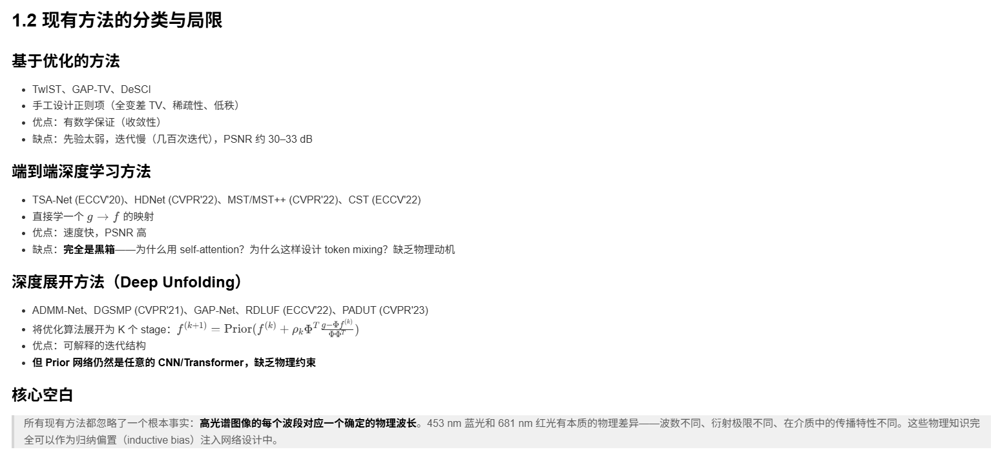 1.2 现有方法的分类与局限
基于优化的方法
• TwIST、GAP-TV、DeSCI
• 手工设计正则项（全变差 TV、稀疏性、低秩）
• 优点：有数学保证（收敛性）
• 缺点：先验太弱，迭代慢（几百次迭代），PSNR 约 30–33 dB
端到端深度学习方法
• TSA-Net (ECCV'20)、HDNet (CVPR'22)、MST/MST++ (CVPR'22)、CST (ECCV'22)
• 直接学一个 g → f 的映射
• 优点：速度快，PSNR 高
• 缺点：完全是黑箱——为什么用 self-attention？为什么这样设计 token mixing？缺乏物理动机
深度展开方法（Deep Unfolding）
• ADMM-Net、DGSMP (CVPR'21)、GAP-Net、RDLUF (ECCV'22)、PADUT (CVPR'23)
• 将优化算法展开为 K 个 stage：$f^{(k+1)} = \mathrm{Prior}(f^{(k)} + \rho_k \Phi^T \frac{g - \Phi f^{(k)}}{\Phi\Phi^T})$
• 优点：可解释的迭代结构
• 但 Prior 网络仍然是任意的 CNN/Transformer，缺乏物理约束
核心空白
所有现有方法都忽略了一个根本事实：高光谱图像的每个波段对应一个确定的物理波长。453 nm 蓝光和 681 nm 红光有本质的物理差异——波数不同、衍射极限不同、在介质中的传播特性不同。这些物理知识完
全可以作为归纳偏置（inductive bias）注入网络设计中。